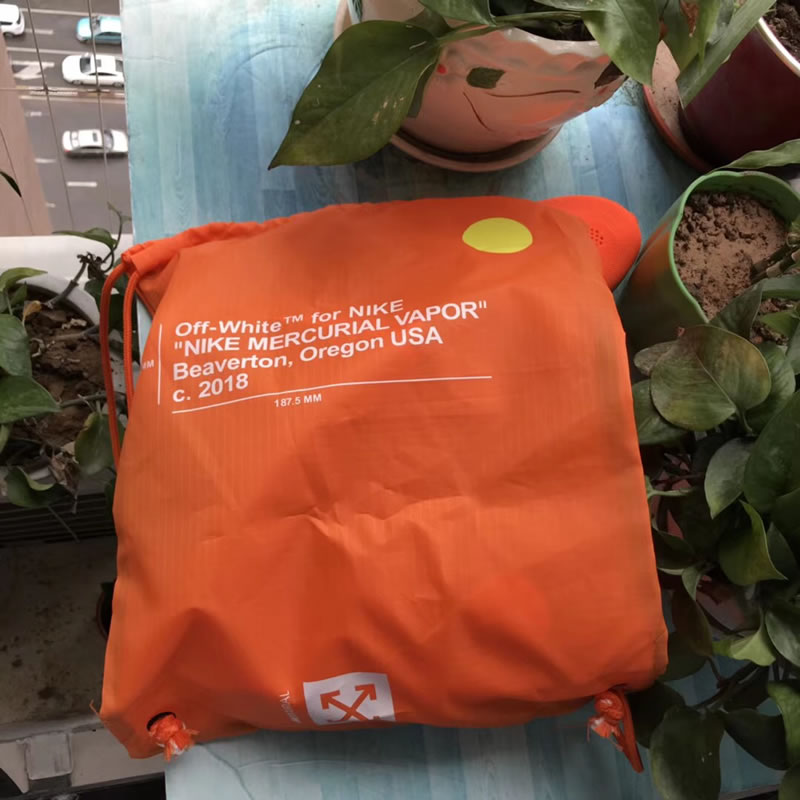 Off-White™ for NIKE
"NIKE MERCURIAL VAPOR"
Beaverton, Oregon USA
c. 2018
187.5 MM